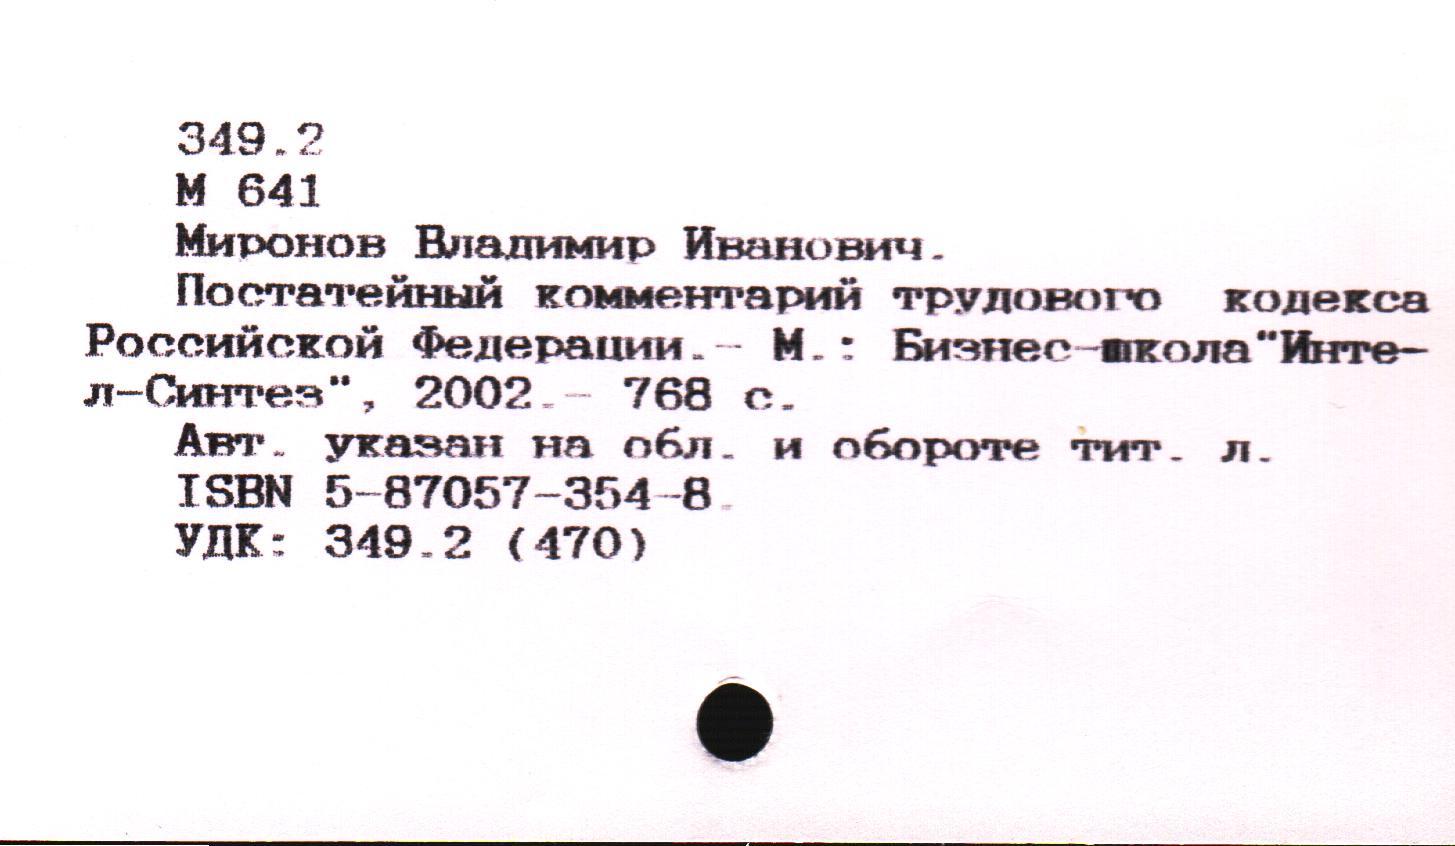 349.2
М 641
Миронов Владимир Иванович.
Постатейный комментарий трудового кодекса
Российской Федерации.- М.: Бизнес-школа"Инте-
л-Синтез", 2002.- 768 с.
Авт. указан на обл. и обороте тит. л.
ISBN 5-87057-354-8.
УДК: 349.2 (470)